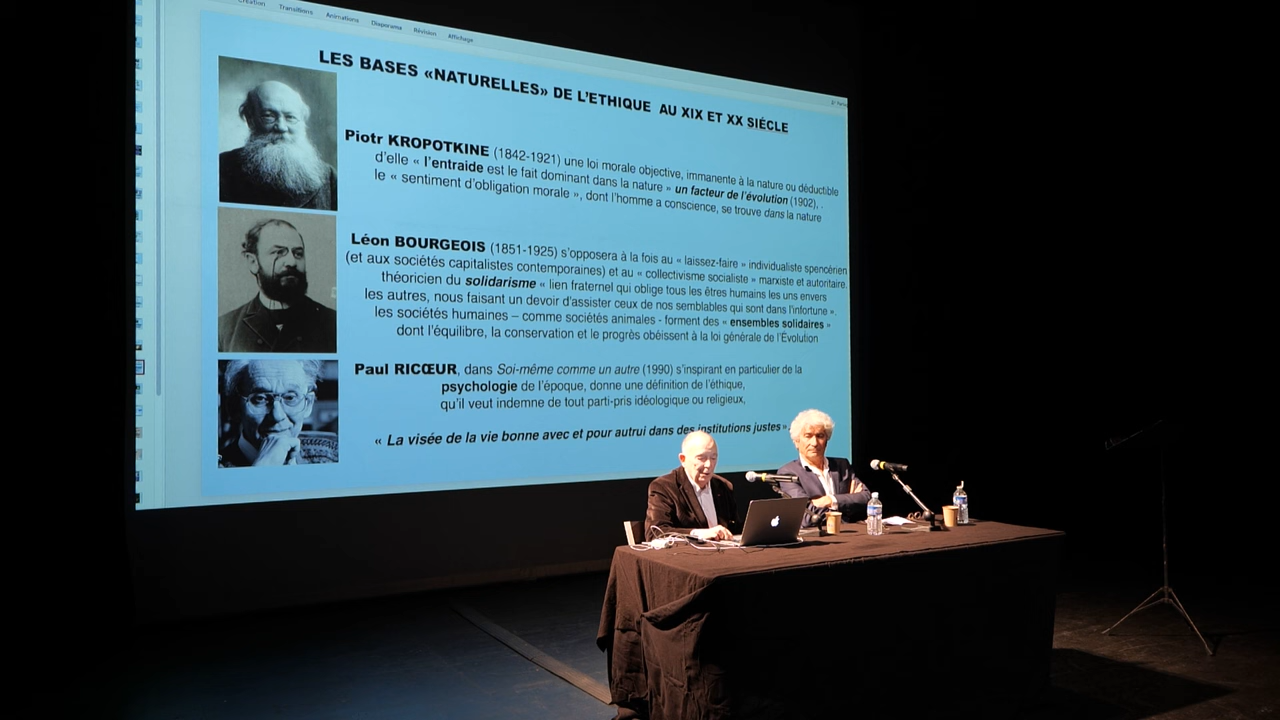 Création Transitions Animations Diaporama Révision Affichage
LES BASES «NATURELLES» DE L'ETHIQUE AU XIX ET XX SIÈCLE
Piotr KROPOTKINE (1842-1921) une loi morale objective, immanente à la nature ou déductible
d'elle « l'entraide est le fait dominant dans la nature » un facteur de l'évolution (1902), .
le « sentiment d'obligation morale », dont l'homme a conscience, se trouve dans la nature
Léon BOURGEOIS (1851-1925) s'opposera à la fois au « laissez-faire » individualiste spencérien
(et aux sociétés capitalistes contemporaines) et au « collectivisme socialiste » marxiste et autoritaire.
théoricien du solidarisme « lien fraternel qui oblige tous les êtres humains les uns envers
les autres, nous faisant un devoir d'assister ceux de nos semblables qui sont dans l'infortune ».
les sociétés humaines – comme sociétés animales - forment des « ensembles solidaires »
dont l'équilibre, la conservation et le progrès obéissent à la loi générale de l'Évolution
Paul RICŒUR, dans Soi-même comme un autre (1990) s'inspirant en particulier de la
psychologie de l'époque, donne une définition de l'éthique,
qu'il veut indemne de tout parti-pris idéologique ou religieux,
« La visée de la vie bonne avec et pour autrui dans des institutions justes »